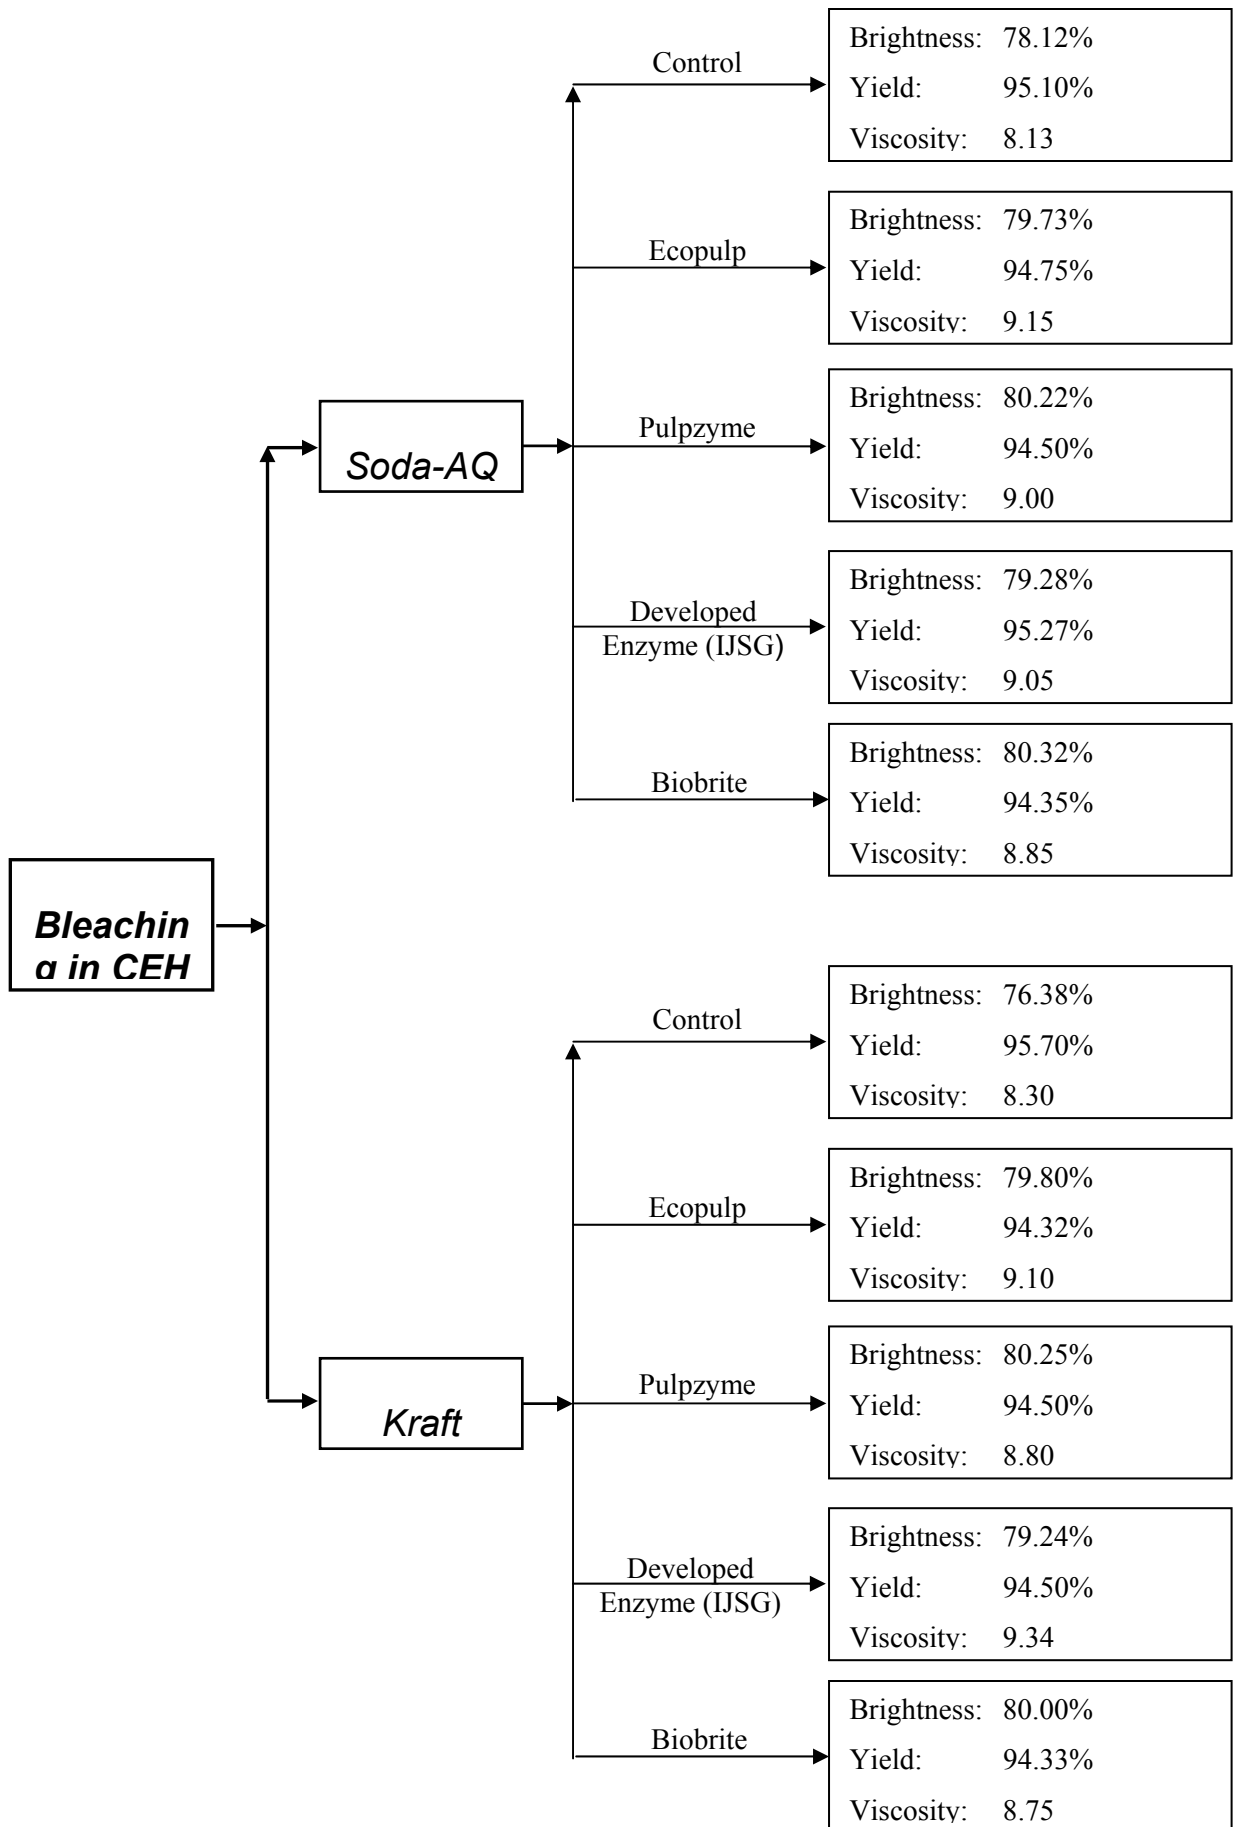 Control
Brightness: 78.12%
Yield: 95.10%
Viscosity: 8.13
Ecopulp
Brightness: 79.73%
Yield: 94.75%
Viscosity: 9.15
Soda-AQ
Pulpzyme
Brightness: 80.22%
Yield: 94.50%
Viscosity: 9.00
Developed
Enzyme (IJSG)
Brightness: 79.28%
Yield: 95.27%
Viscosity: 9.05
Biobrite
Brightness: 80.32%
Yield: 94.35%
Viscosity: 8.85
Bleachin
g in CEH
Control
Brightness: 76.38%
Yield: 95.70%
Viscosity: 8.30
Ecopulp
Brightness: 79.80%
Yield: 94.32%
Viscosity: 9.10
Kraft
Pulpzyme
Brightness: 80.25%
Yield: 94.50%
Viscosity: 8.80
Developed
Enzyme (IJSG)
Brightness: 79.24%
Yield: 94.50%
Viscosity: 9.34
Biobrite
Brightness: 80.00%
Yield: 94.33%
Viscosity: 8.75